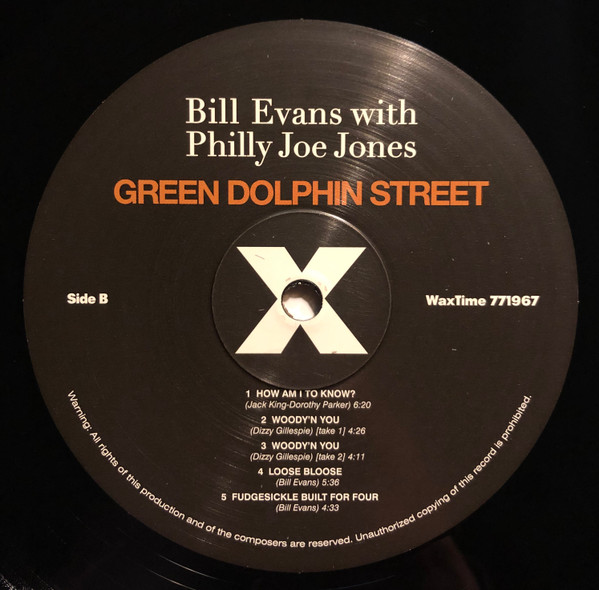 Bill Evans with
Philly Joe Jones
GREEN DOLPHIN STREET
X
Side B
WaxTime 771967
1 HOW AM I TO KNOW?
(Jack King-Dorothy Parker) 6:20
2 WOODY'N YOU
(Dizzy Gillespie) [take 1] 4:26
3 WOODY'N YOU
(Dizzy Gillespie) [take 2] 4:11
4 LOOSE BLOOSE
(Bill Evans) 5:36
5 FUDGESICKLE BUILT FOR FOUR
(Bill Evans) 4:33
Warning: All rights of this production and of the composers are reserved. Unauthorized copying of this record is prohibited.